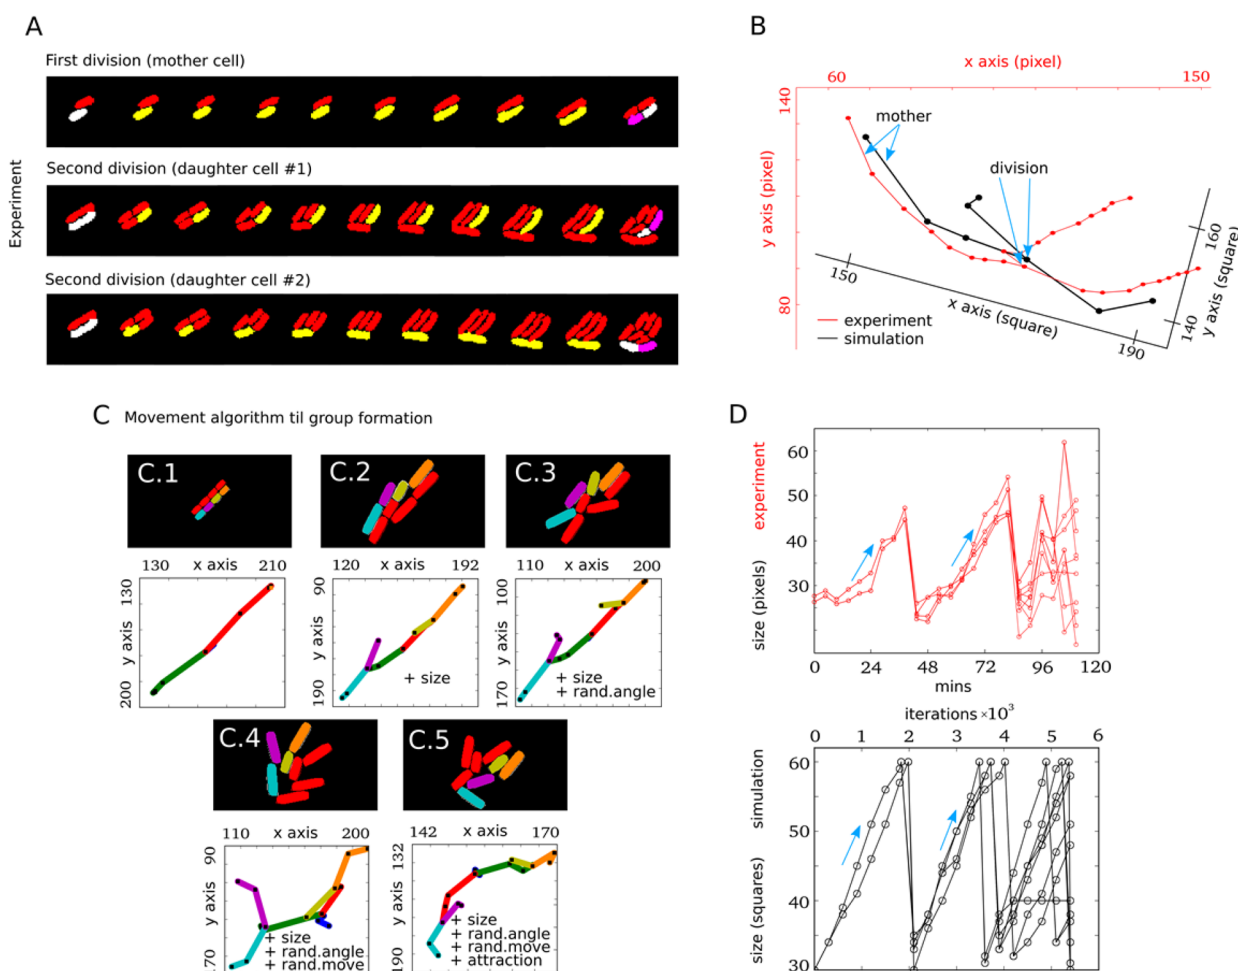 A
First division (mother cell)
Second division (daughter cell #1)
Second division (daughter cell #2)
Experiment
B
x axis (pixel)
60
150
140
80
y axis (pixel)
mother
division
150
190
x axis (square)
160
140
y axis (square)
experiment
simulation
C
Movement algorithm til group formation
C.1
C.2
C.3
130 x axis 210
130
y axis
200
120 x axis 192
90
y axis
190
+ size
110 x axis 200
100
y axis
170
+ size
+ rand.angle
C.4
C.5
110 x axis 200
90
y axis
170
+ size
+ rand.angle
+ rand.move
142 x axis 170
132
y axis
190
+ size
+ rand.angle
+ rand.move
+ attraction
D
experiment
size (pixels)
60
50
40
30
0 24 48 72 96 120
mins
iterations ×10³
0 1 2 3 4 5 6
simulation
size (squares)
60
50
40
30